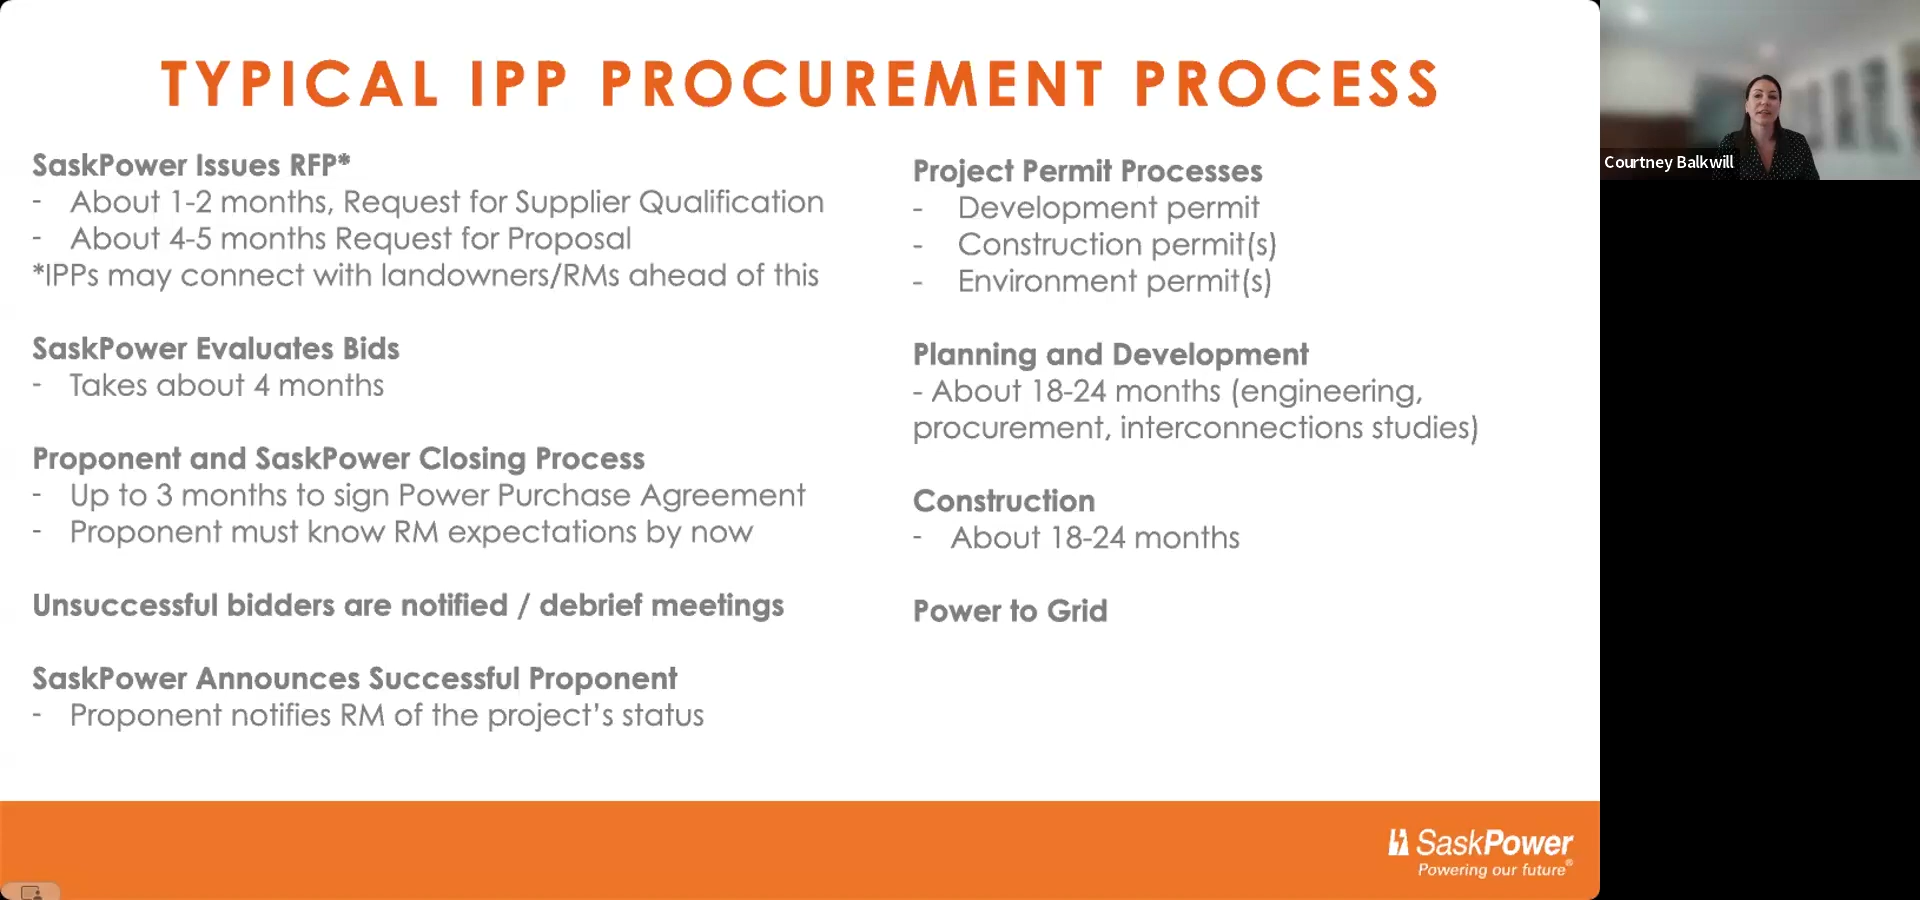 TYPICAL IPP PROCUREMENT PROCESS
SaskPower Issues RFP*
- About 1-2 months, Request for Supplier Qualification
- About 4-5 months Request for Proposal
*IPPs may connect with landowners/RMs ahead of this
SaskPower Evaluates Bids
- Takes about 4 months
Proponent and SaskPower Closing Process
- Up to 3 months to sign Power Purchase Agreement
- Proponent must know RM expectations by now
Unsuccessful bidders are notified / debrief meetings
SaskPower Announces Successful Proponent
- Proponent notifies RM of the project’s status
Project Permit Processes
- Development permit
- Construction permit(s)
- Environment permit(s)
Planning and Development
- About 18-24 months (engineering,
procurement, interconnections studies)
Construction
- About 18-24 months
Power to Grid
SaskPower
Powering our future®
Courtney Balkwill